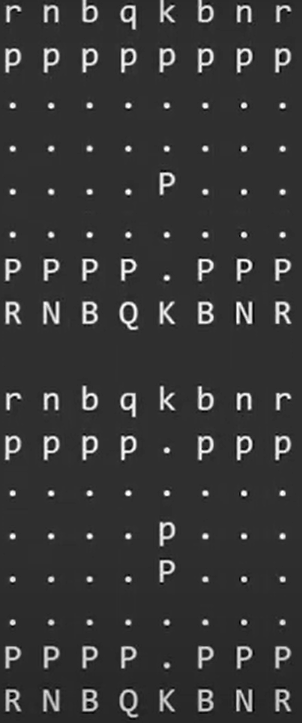 r n b q k b n r
p p p p p p p p
. . . . . . . .
. . . . . . . .
. . . . P . . .
. . . . . . . .
P P P P . P P P
R N B Q K B N R

r n b q k b n r
p p p p . p p p
. . . . . . . .
. . . . p . . .
. . . . P . . .
. . . . . . . .
P P P P . P P P
R N B Q K B N R